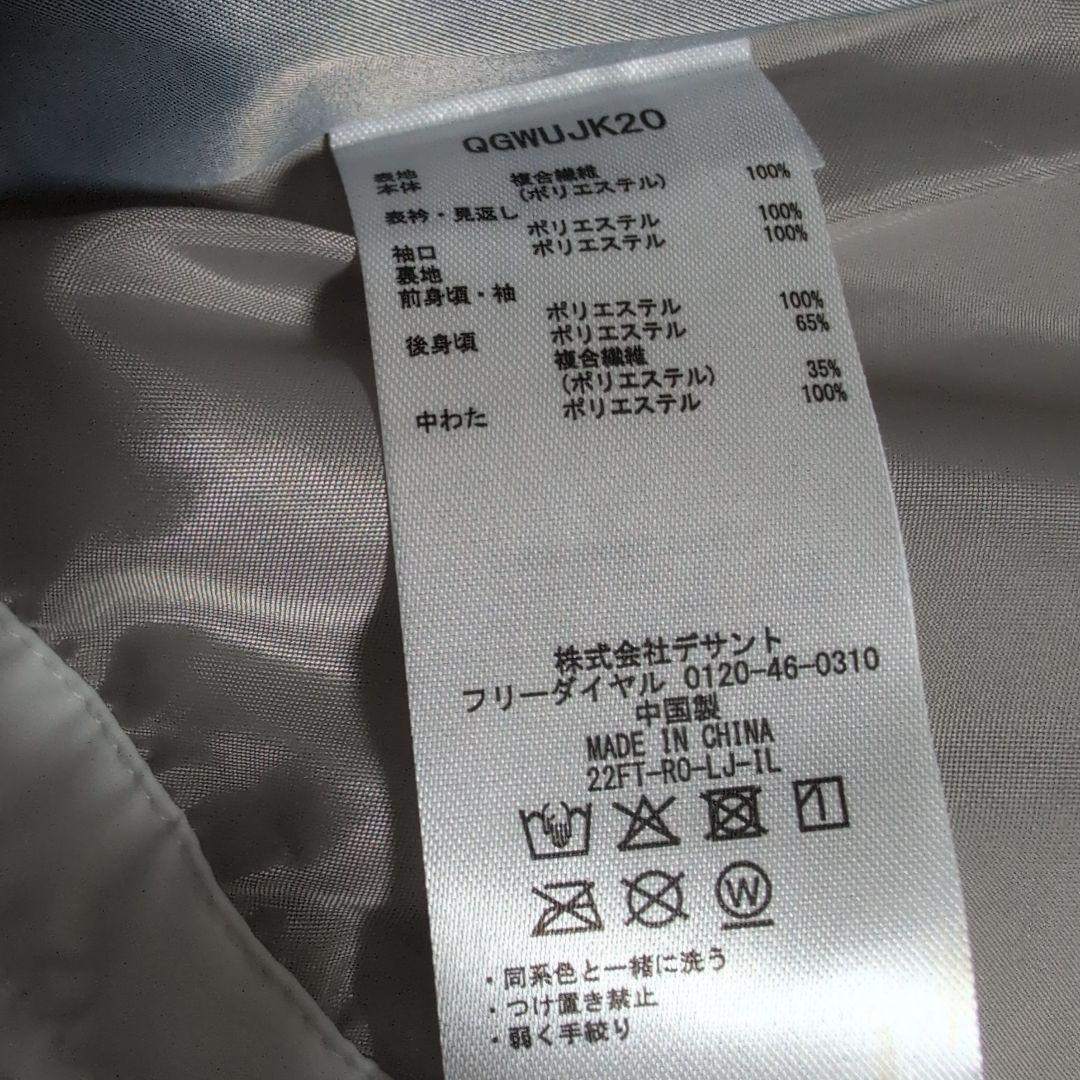 QGWUJK20
表地
本体 複合繊維 100%
(ポリエステル)
表衿・見返し
ポリエステル 100%
袖口 ポリエステル 100%
裏地
前身頃・袖
ポリエステル 100%
後身頃 ポリエステル 65%
複合繊維
(ポリエステル) 35%
中わた ポリエステル 100%
株式会社デサント
フリーダイヤル 0120-46-0310
中国製
MADE IN CHINA
22FT-RO-LJ-IL
W
・同系色と一緒に洗う
・つけ置き禁止
・弱く手絞り